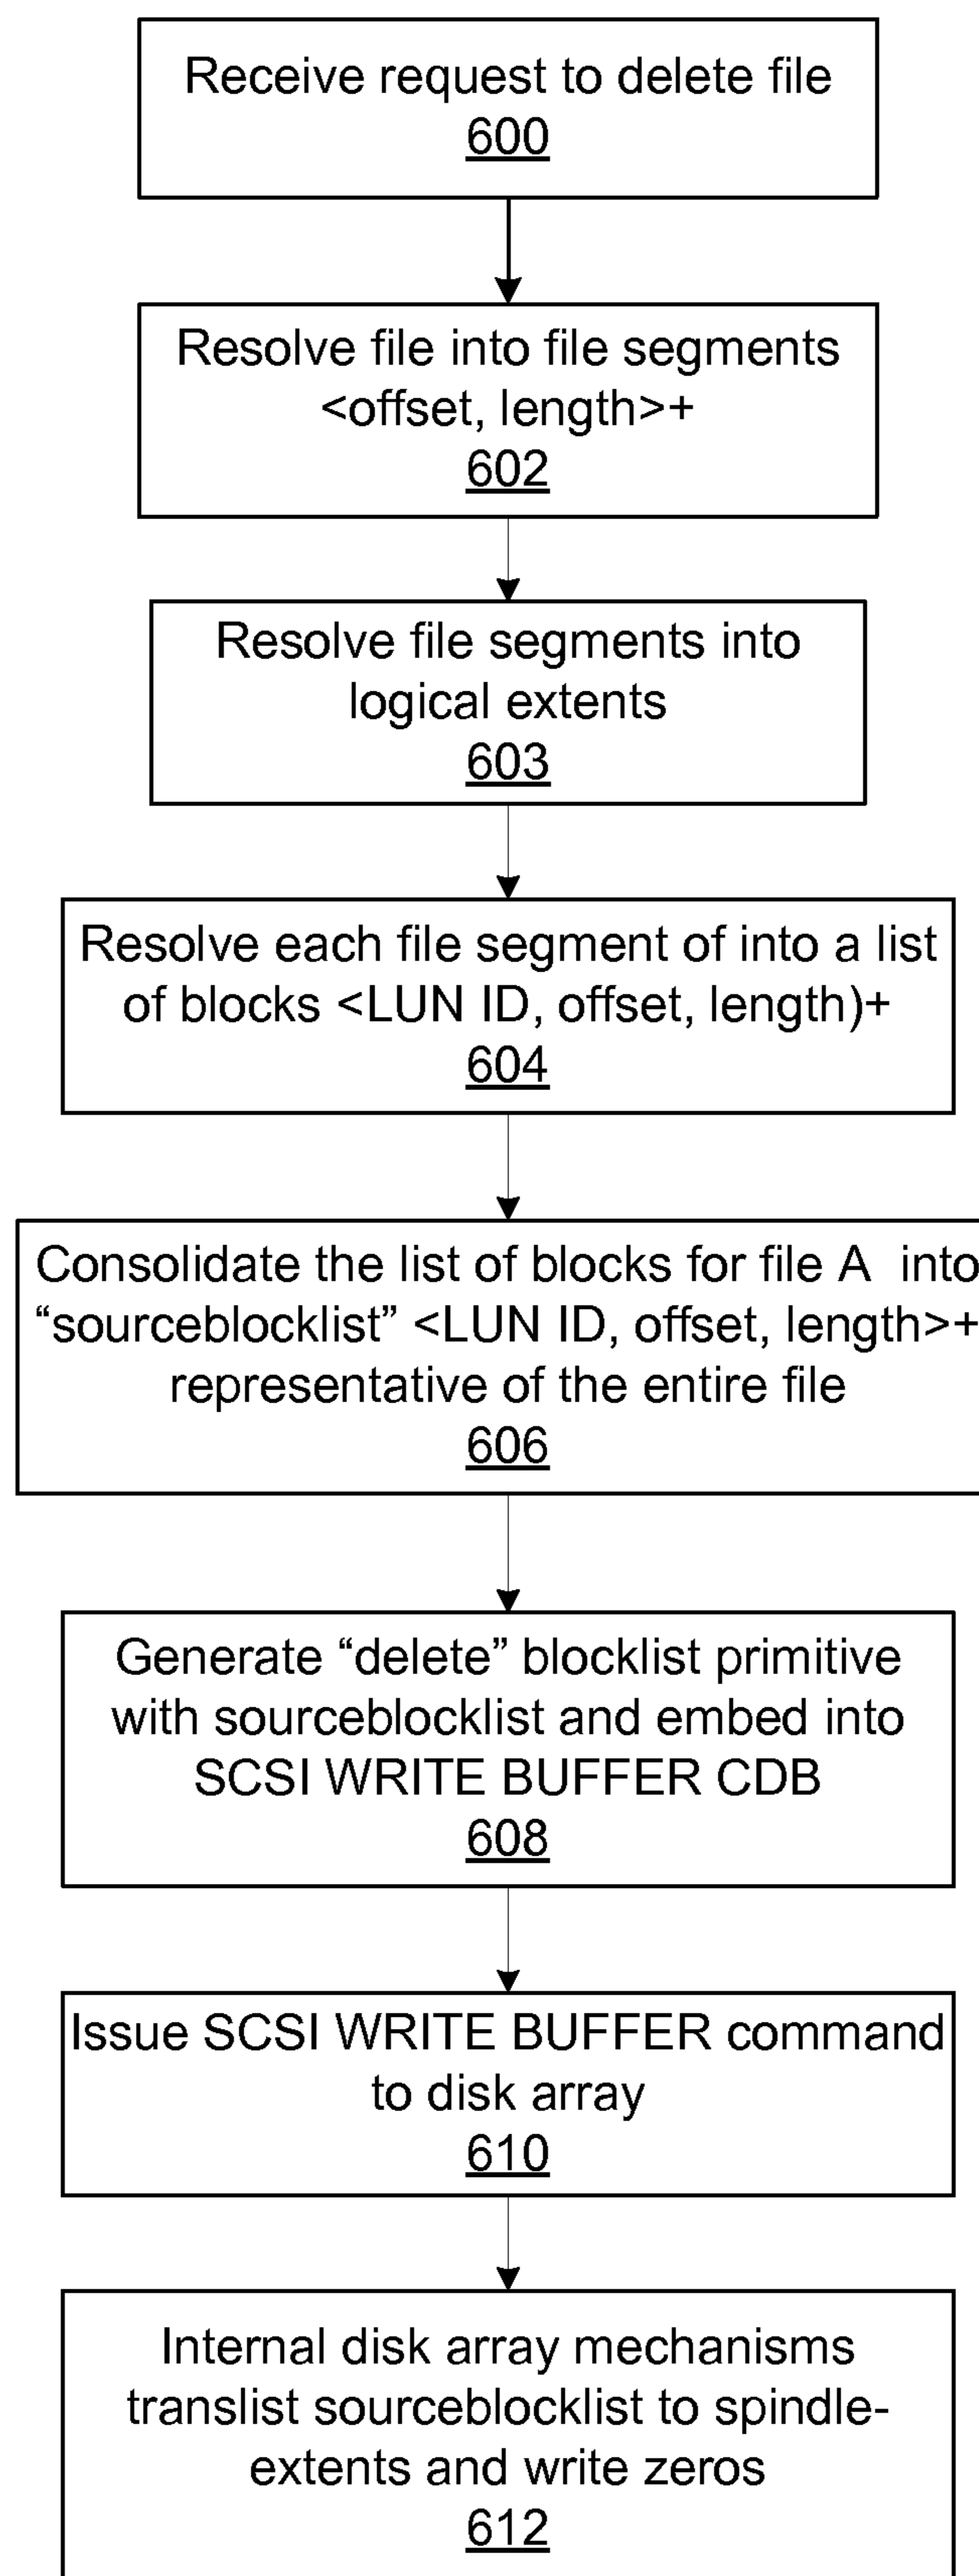 Receive request to delete file
600
Resolve file into file segments
<offset, length>+
602
Resolve file segments into
logical extents
603
Resolve each file segment of into a list
of blocks <LUN ID, offset, length)+
604
Consolidate the list of blocks for file A  into
“sourceblocklist” <LUN ID, offset, length>+
representative of the entire file
606
Generate “delete” blocklist primitive
with sourceblocklist and embed into
SCSI WRITE BUFFER CDB
608
Issue SCSI WRITE BUFFER command
to disk array
610
Internal disk array mechanisms
translist sourceblocklist to spindle-
extents and write zeros
612